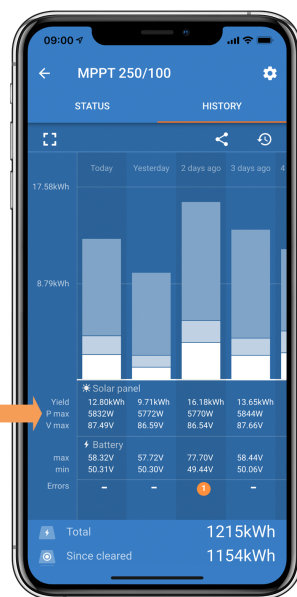 09:00
MPPT 250/100
STATUS HISTORY
Today Yesterday 2 days ago 3 days ago 4
17.58kWh
8.79kWh
Solar panel
Yield 12.80kWh 9.71kWh 16.18kWh 13.65kWh
P max 5832W 5772W 5770W 5844W
V max 87.49V 86.59V 86.54V 87.66V
Battery
max 58.32V 57.72V 77.70V 58.44V
min 50.31V 50.30V 49.44V 50.06V
Errors - - 1 -
Total 1215kWh
Since cleared 1154kWh